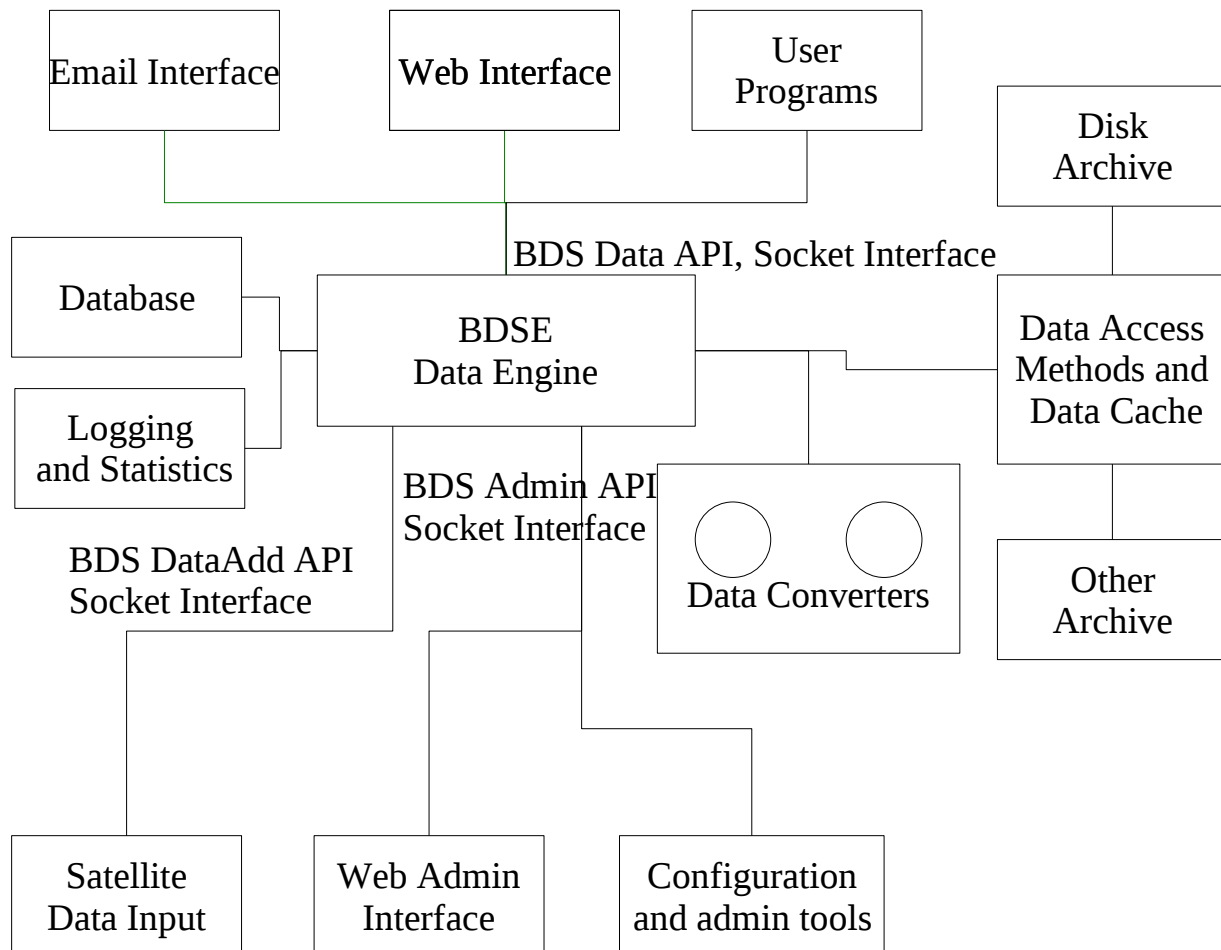 Email Interface
Web Interface
User
Programs
Disk
Archive
BDS Data API, Socket Interface
Database
BDSE
Data Engine
Data Access
Methods and
Data Cache
Logging
and Statistics
BDS Admin API
Socket Interface
BDS DataAdd API
Socket Interface
Data Converters
Other
Archive
Satellite
Data Input
Web Admin
Interface
Configuration
and admin tools